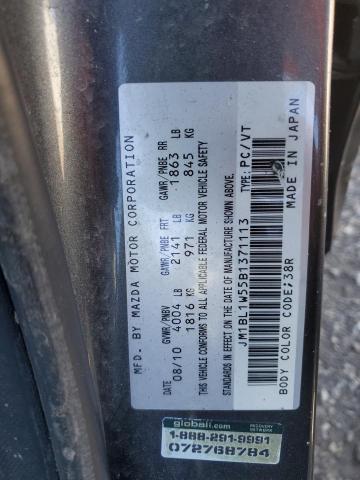 MFD. BY MAZDA MOTOR CORPORATION
08/10
GVWR/PNBV
4004 LB
1816 KG
GAWR/PNBE FRT
2141 LB
971 KG
GAWR/PNBE RR
1863 LB
845 KG
THIS VEHICLE CONFORMS TO ALL APPLICABLE FEDERAL MOTOR VEHICLE SAFETY
STANDARDS IN EFFECT ON THE DATE OF MANUFACTURE SHOWN ABOVE.
JM1BL1W55B1371113 TYPE: PC/VT
BODY COLOR CODE;38R MADE IN JAPAN
globali.com RECOVERY
NETWORK
1-888-291-9991
072768784